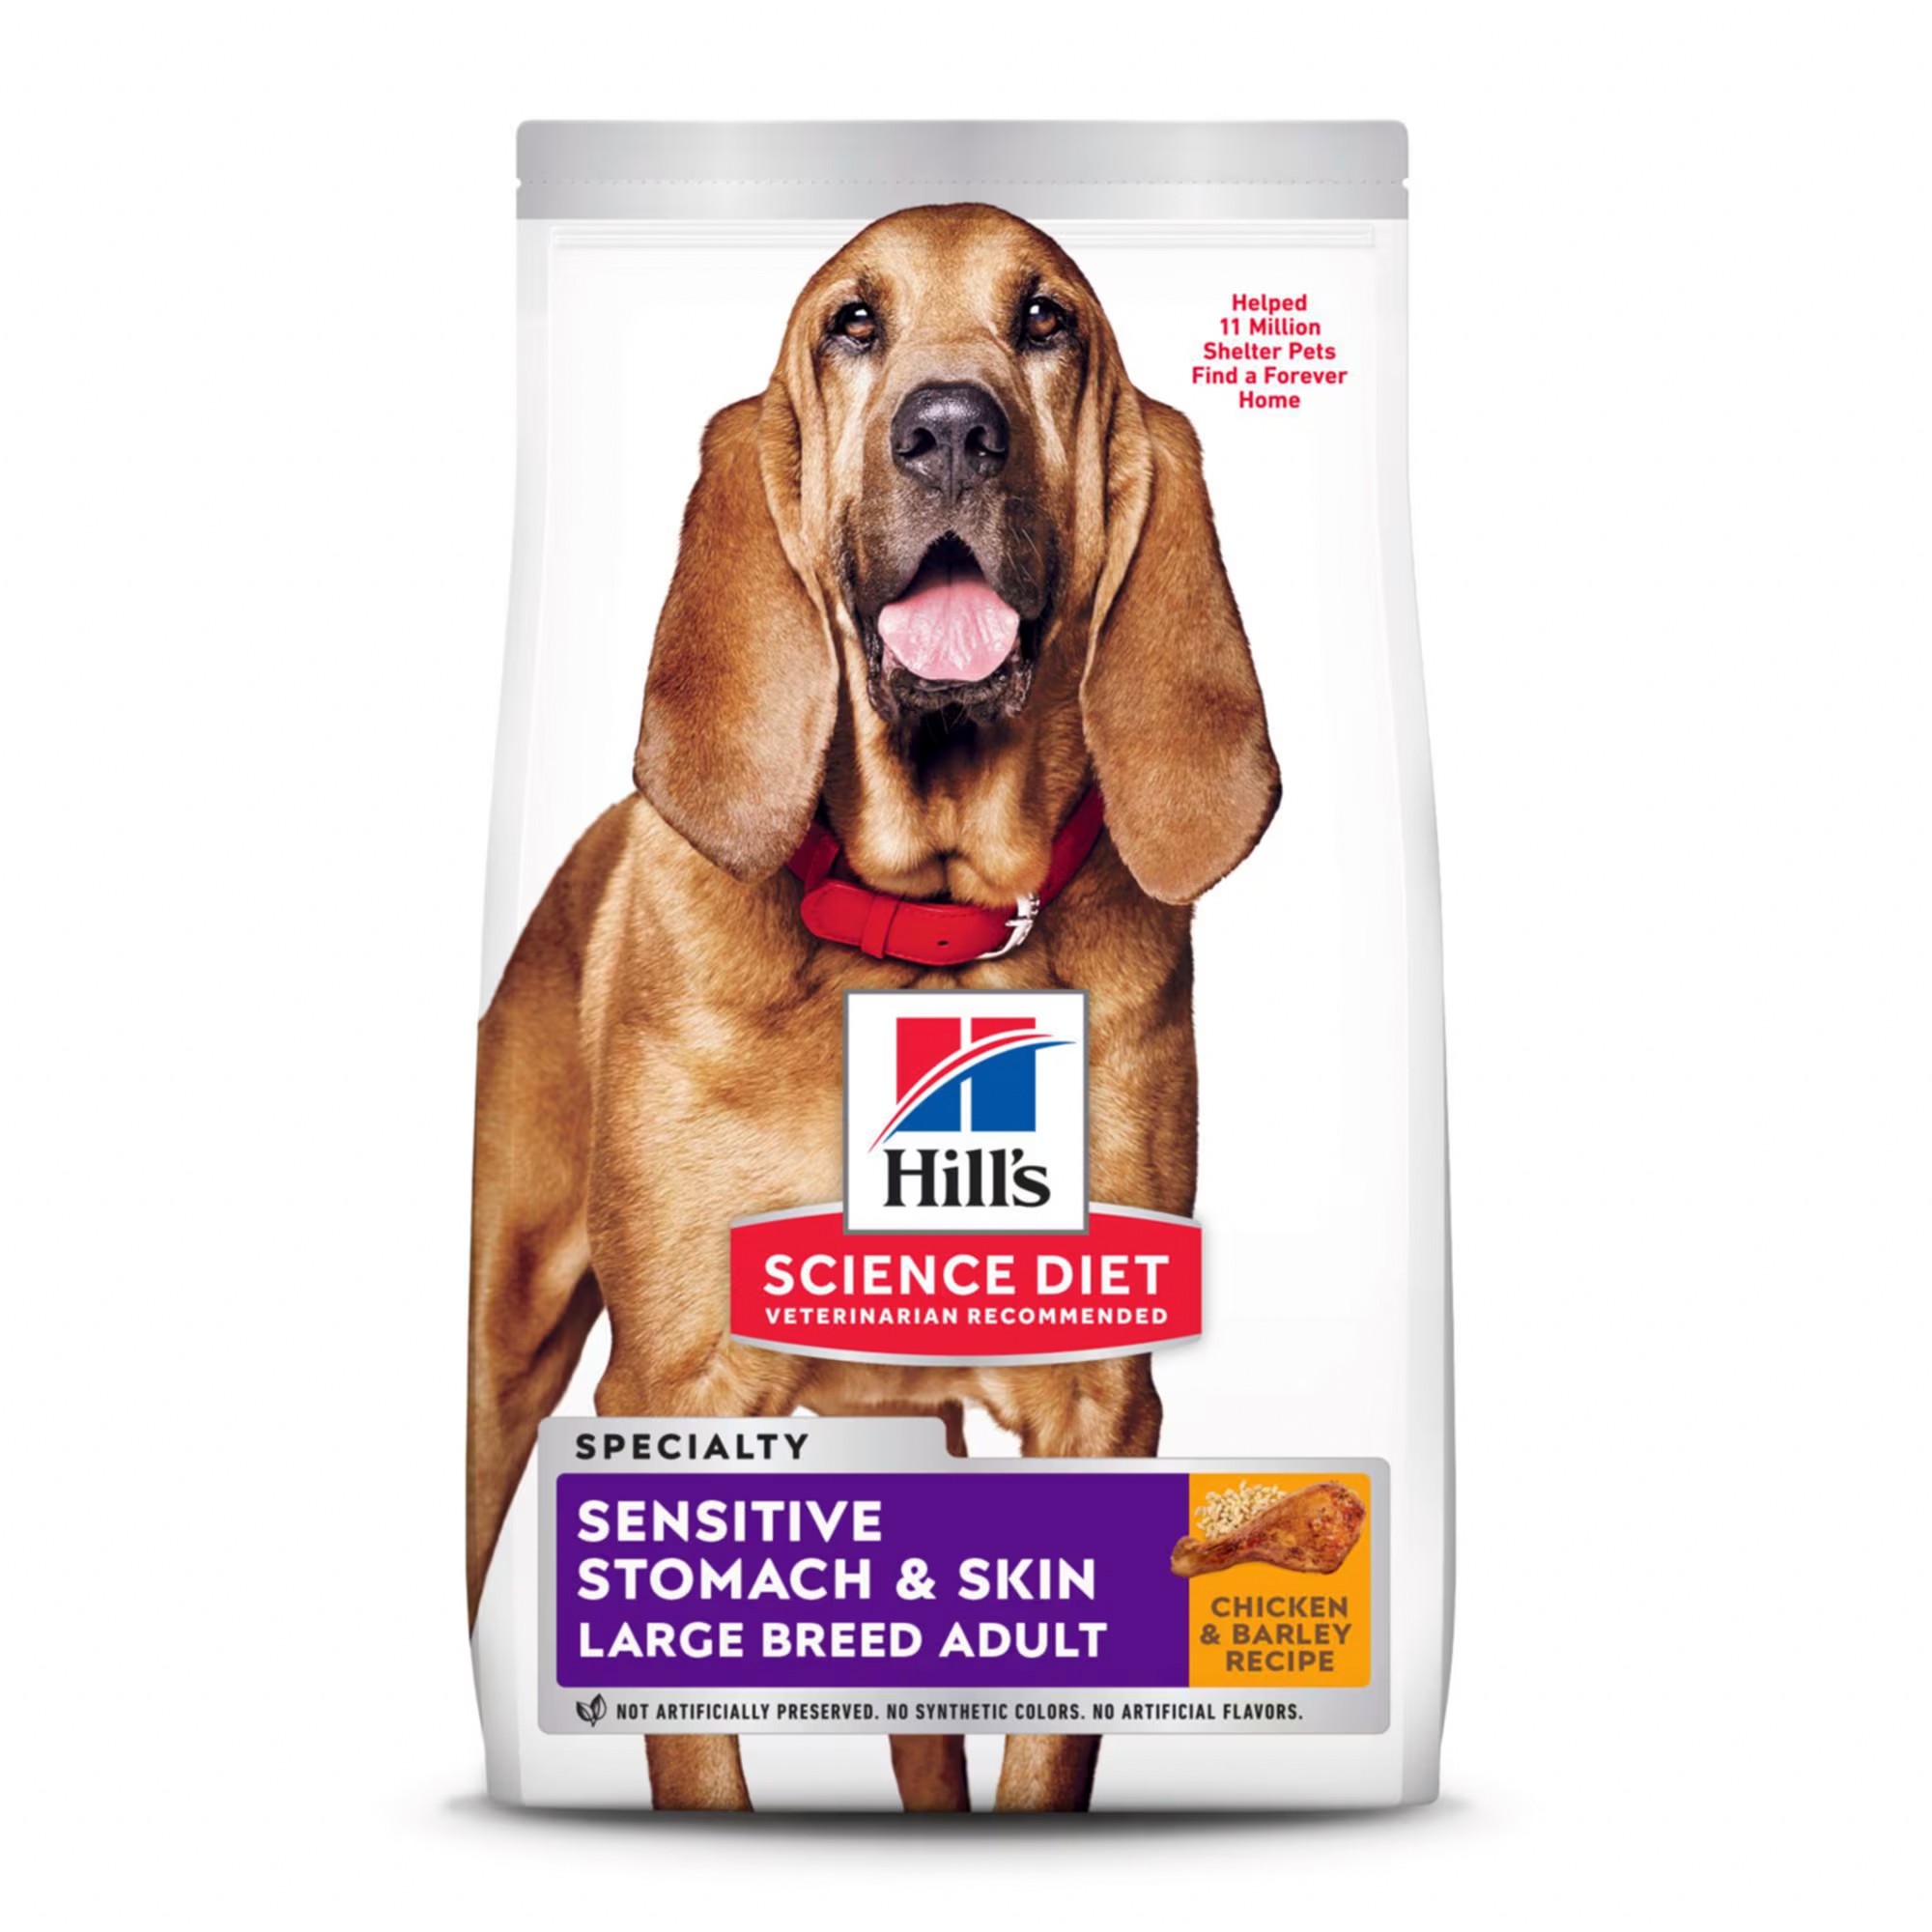 Helped
11 Million
Shelter Pets
Find a Forever
Home
Hill's
SCIENCE DIET
VETERINARIAN RECOMMENDED
SPECIALTY
SENSITIVE
STOMACH & SKIN
LARGE BREED ADULT
CHICKEN
& BARLEY
RECIPE
NOT ARTIFICIALLY PRESERVED. NO SYNTHETIC COLORS. NO ARTIFICIAL FLAVORS.